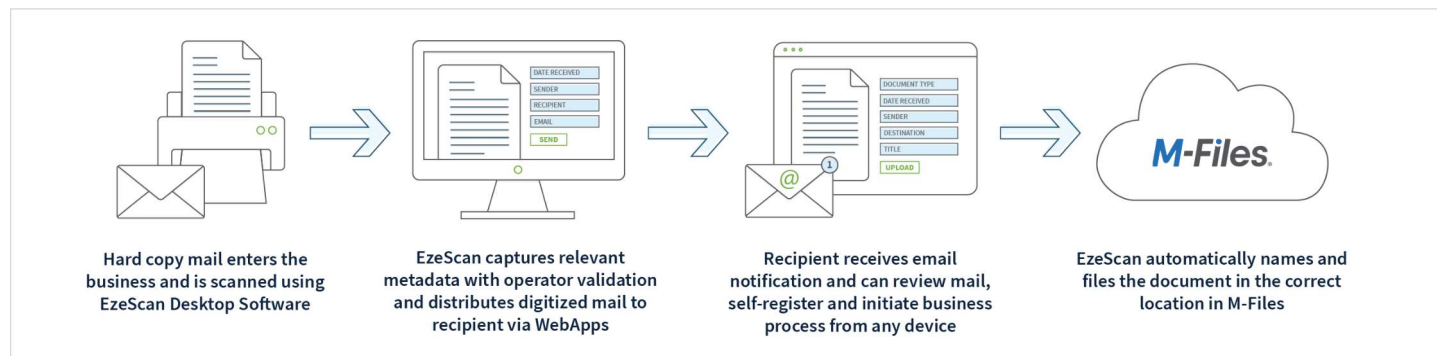 DATE RECEIVED
SENDER
RECIPIENT
EMAIL
SEND
@
1
DOCUMENT TYPE
DATE RECEIVED
SENDER
DESTINATION
TITLE
UPLOAD
M-Files.
Hard copy mail enters the
business and is scanned using
EzeScan Desktop Software
EzeScan captures relevant
metadata with operator validation
and distributes digitized mail to
recipient via WebApps
Recipient receives email
notification and can review mail,
self-register and initiate business
process from any device
EzeScan automatically names and
files the document in the correct
location in M-Files